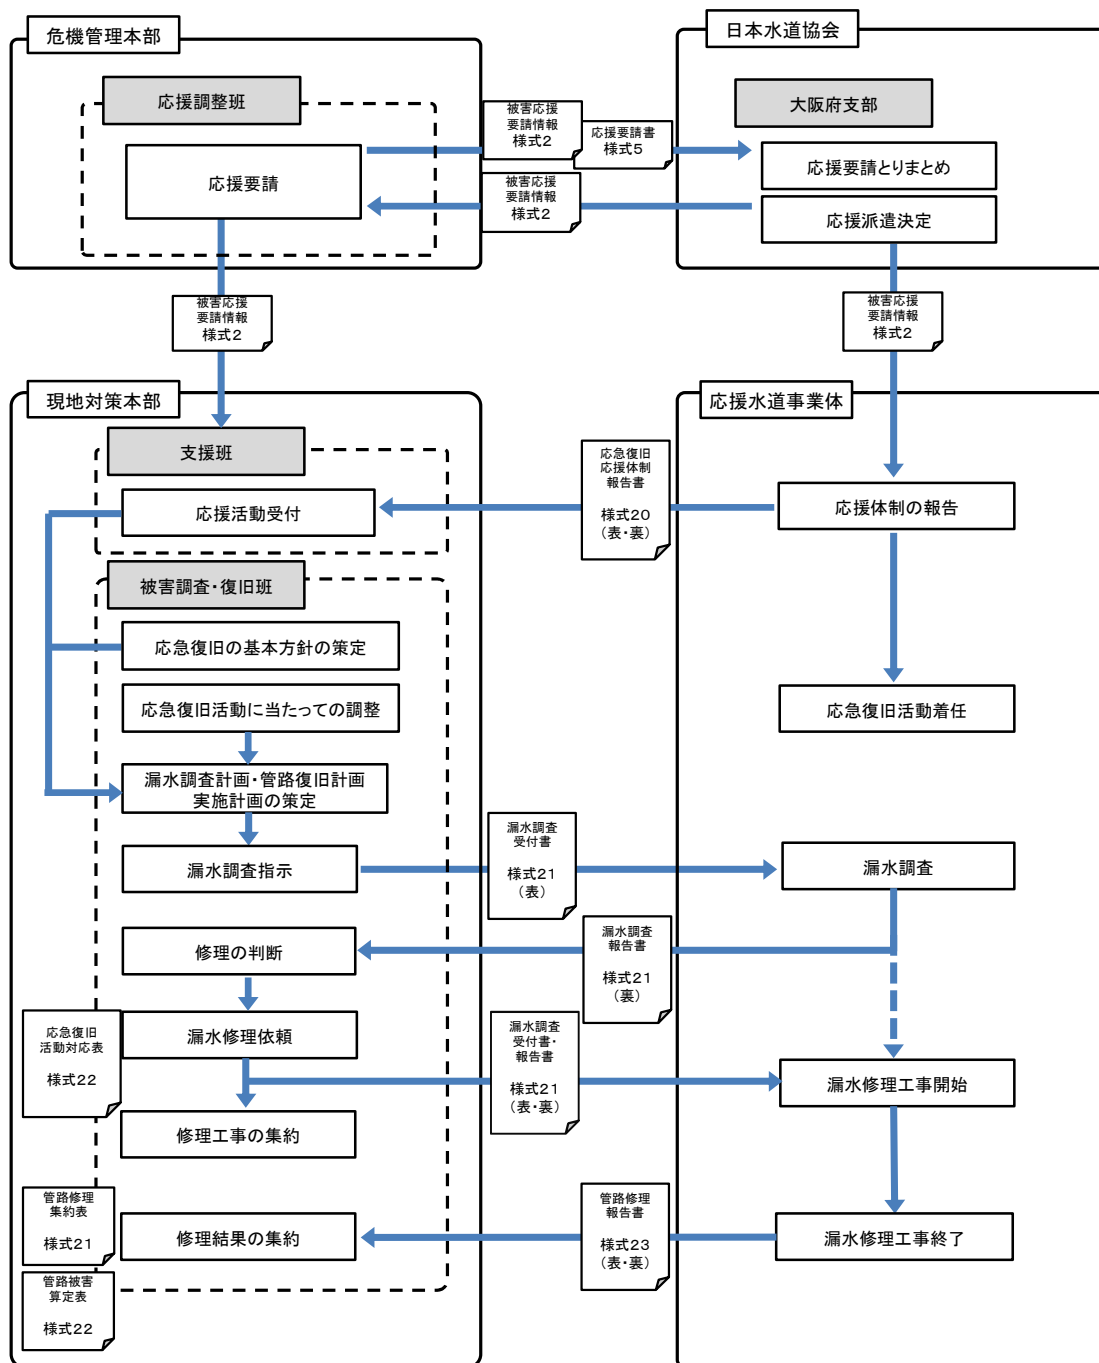 危機管理本部
日本水道協会
応援調整班
大阪府支部
被害応援
要請情報
様式2
応援要請書
様式5
応援要請
応援要請とりまとめ
被害応援
要請情報
様式2
応援派遣決定
被害応援
要請情報
様式2
被害応援
要請情報
様式2
現地対策本部
応援水道事業体
支援班
応援活動受付
応急復旧
応援体制
報告書
様式20
(表・裏)
応援体制の報告
被害調査・復旧班
応急復旧の基本方針の策定
応急復旧活動に当たっての調整
応急復旧活動着任
漏水調査計画・管路復旧計画
実施計画の策定
漏水調査指示
漏水調査
受付書
様式21
(表)
漏水調査
修理の判断
漏水調査
報告書
様式21
(裏)
応急復旧
活動対応表
様式22
漏水修理依頼
漏水調査
受付書・
報告書
様式21
(表・裏)
漏水修理工事開始
修理工事の集約
管路修理
集約表
様式21
修理結果の集約
管路修理
報告書
様式23
(表・裏)
漏水修理工事終了
管路被害
算定表
様式22